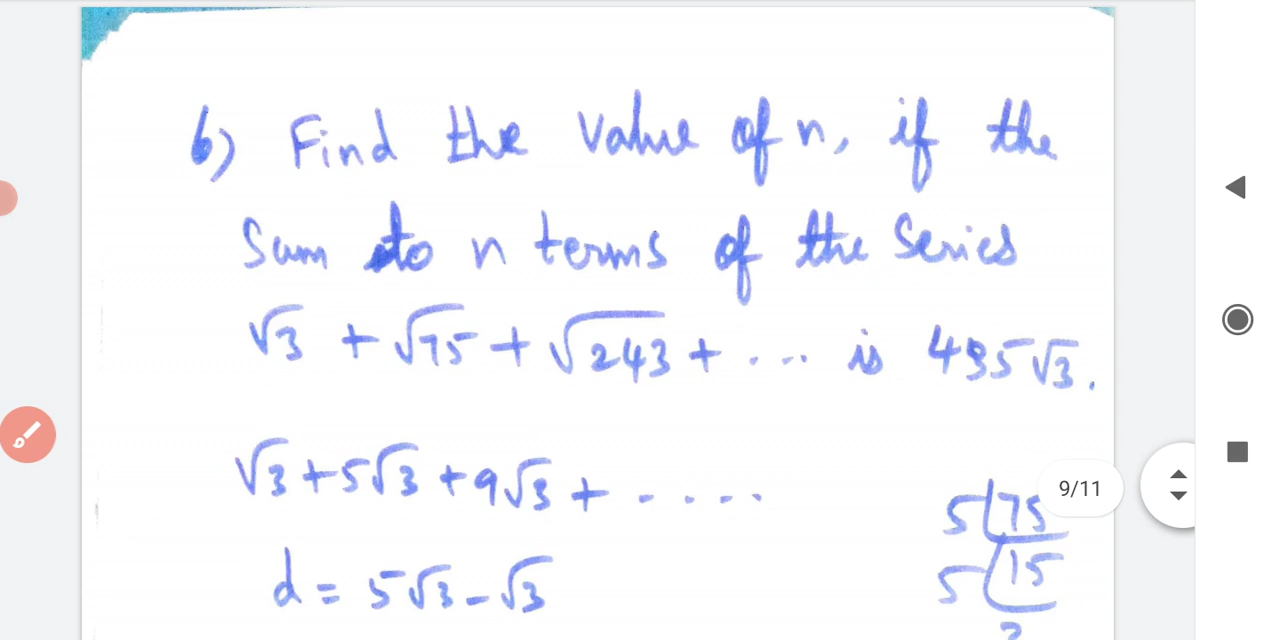 6) Find the value of n, if the
Sum to n terms of the Series
√3 + √75 + √243 + .... is 435√3.
√3 + 5√3 + 9√3 + .....
9/11
5 75
d = 5√3 - √3
5 15